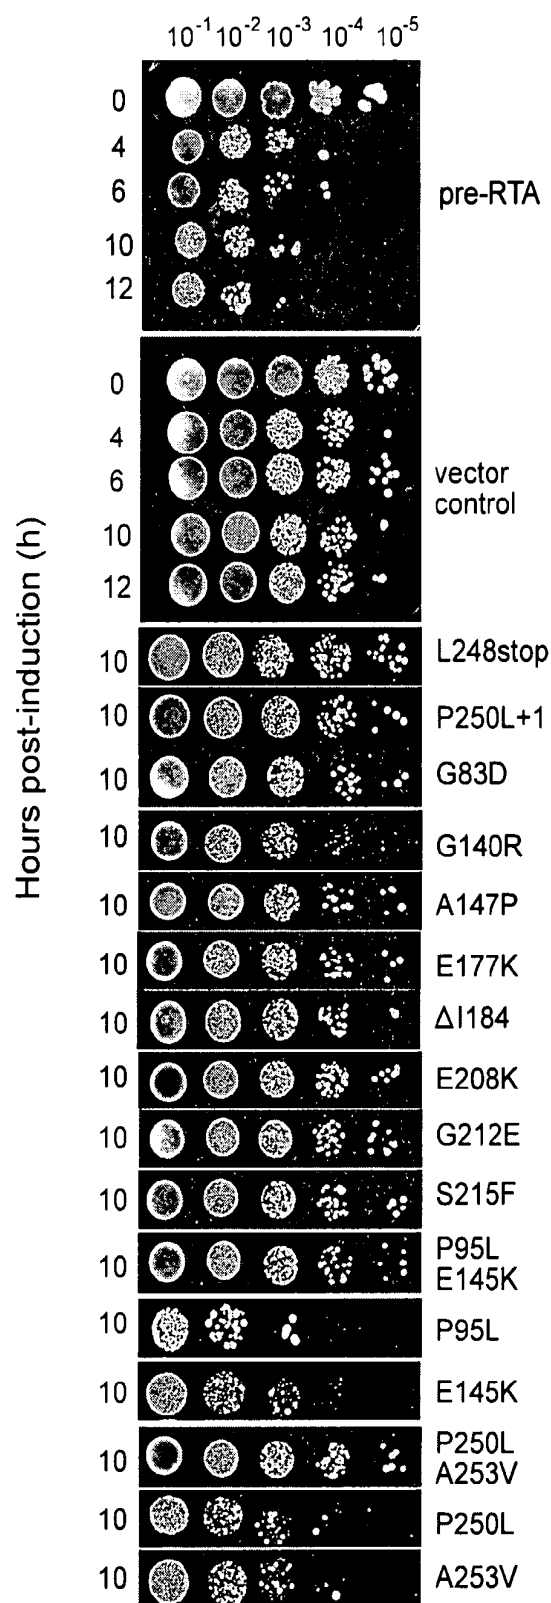 10-1 10-2 10-3 10-4 10-5
0
4
6
10
12
pre-RTA
0
4
6
10
12
vector
control
Hours post-induction (h)
10 L248stop
10 P250L+1
10 G83D
10 G140R
10 A147P
10 E177K
10 ΔI184
10 E208K
10 G212E
10 S215F
10 P95L
E145K
10 P95L
10 E145K
10 P250L
A253V
10 P250L
10 A253V